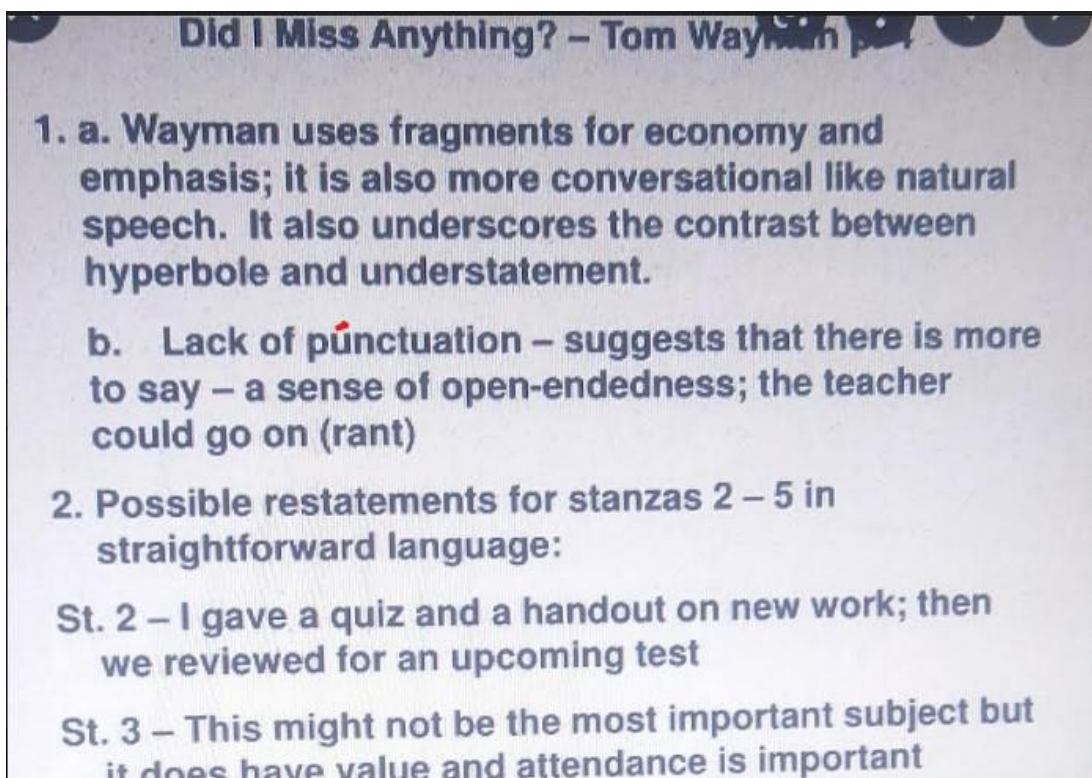 Did I Miss Anything? – Tom Wayman
1. a. Wayman uses fragments for economy and
emphasis; it is also more conversational like natural
speech. It also underscores the contrast between
hyperbole and understatement.
b. Lack of punctuation – suggests that there is more
to say – a sense of open-endedness; the teacher
could go on (rant)
2. Possible restatements for stanzas 2 – 5 in
straightforward language:
St. 2 – I gave a quiz and a handout on new work; then
we reviewed for an upcoming test
St. 3 – This might not be the most important subject but
it does have value and attendance is important